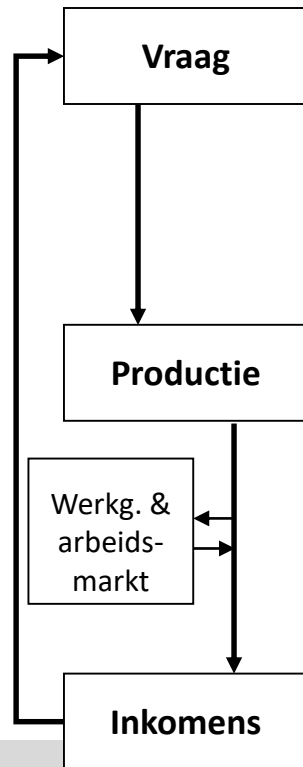 Vraag
Productie
Werkg. &
arbeids-
markt
Inkomens